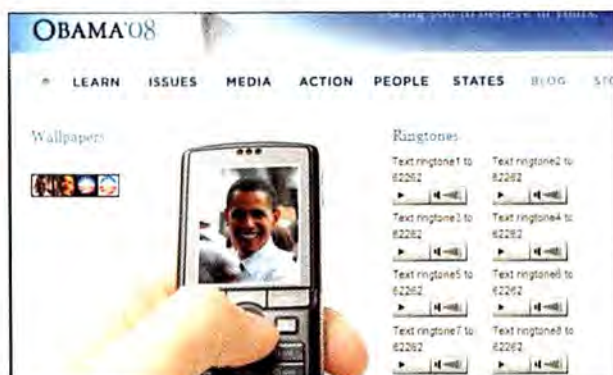 OBAMA'08
LEARN ISSUES MEDIA ACTION PEOPLE STATES BLOG
Wallpapers
Ringtones
Text ringtone1 to
62262
Text ringtone2 to
62262
Text ringtone3 to
62262
Text ringtone4 to
62262
Text ringtone5 to
62262
Text ringtone6 to
62262
Text ringtone7 to
62262
Text ringtone8 to
62262